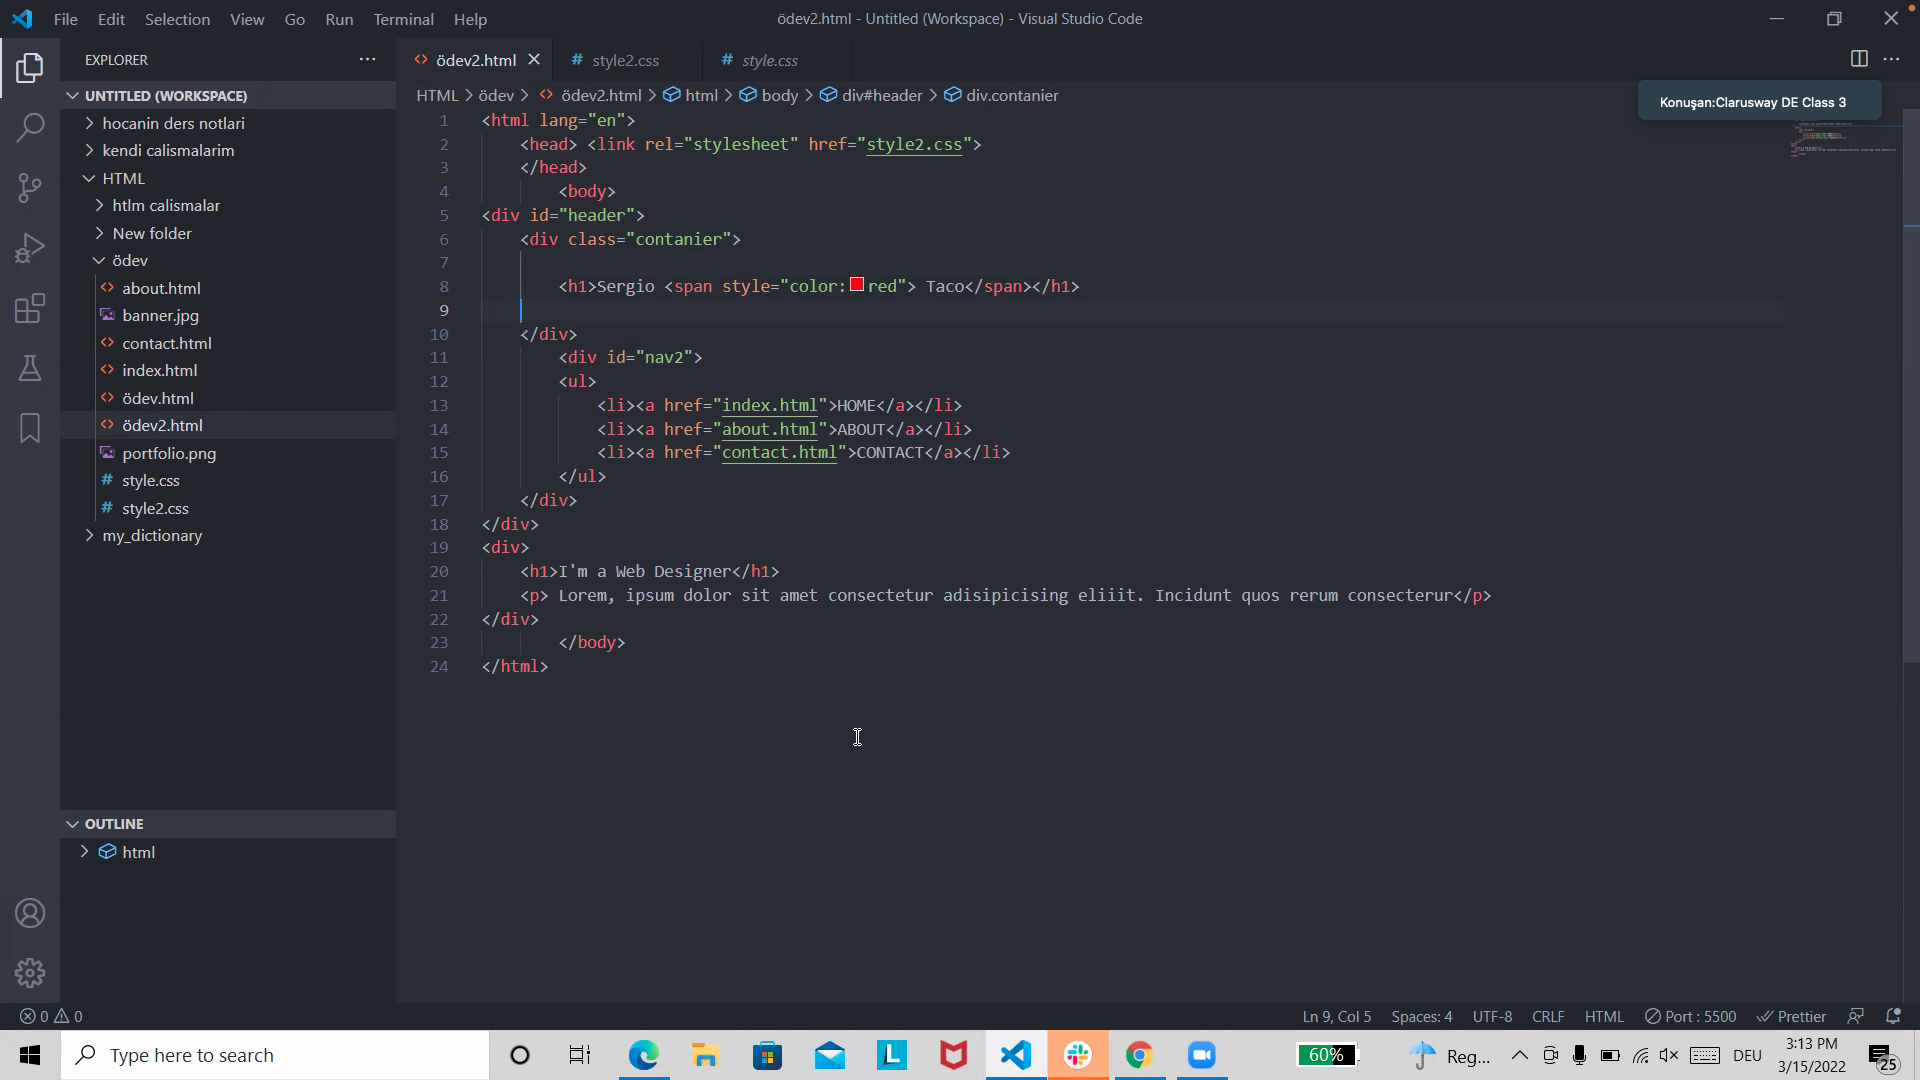 File Edit Selection View Go Run Terminal Help
ödev2.html - Untitled (Workspace) - Visual Studio Code
EXPLORER
UNTITLED (WORKSPACE)
hocanin ders notlari
kendi calismalarim
HTML
htlm calismalar
New folder
ödev
about.html
banner.jpg
contact.html
index.html
ödev.html
ödev2.html
portfolio.png
style.css
style2.css
my_dictionary
OUTLINE
html
ödev2.html style2.css style.css
HTML > ödev > ödev2.html > html > body > div#header > div.contanier
Konuşan:Clarusway DE Class 3
1 <html lang="en">
2 <head> <link rel="stylesheet" href="style2.css">
3 </head>
4 <body>
5 <div id="header">
6 <div class="contanier">
7
8 <h1>Sergio <span style="color:red"> Taco</span></h1>
9
10 </div>
11 <div id="nav2">
12 <ul>
13 <li><a href="index.html">HOME</a></li>
14 <li><a href="about.html">ABOUT</a></li>
15 <li><a href="contact.html">CONTACT</a></li>
16 </ul>
17 </div>
18 </div>
19 <div>
20 <h1>I'm a Web Designer</h1>
21 <p> Lorem, ipsum dolor sit amet consectetur adisipicising eliiit. Incidunt quos rerum consecterur</p>
22 </div>
23 </body>
24 </html>
0 0
Ln 9, Col 5 Spaces: 4 UTF-8 CRLF HTML Port : 5500 Prettier
Type here to search
60%
Reg...
DEU
3:13 PM
3/15/2022
25